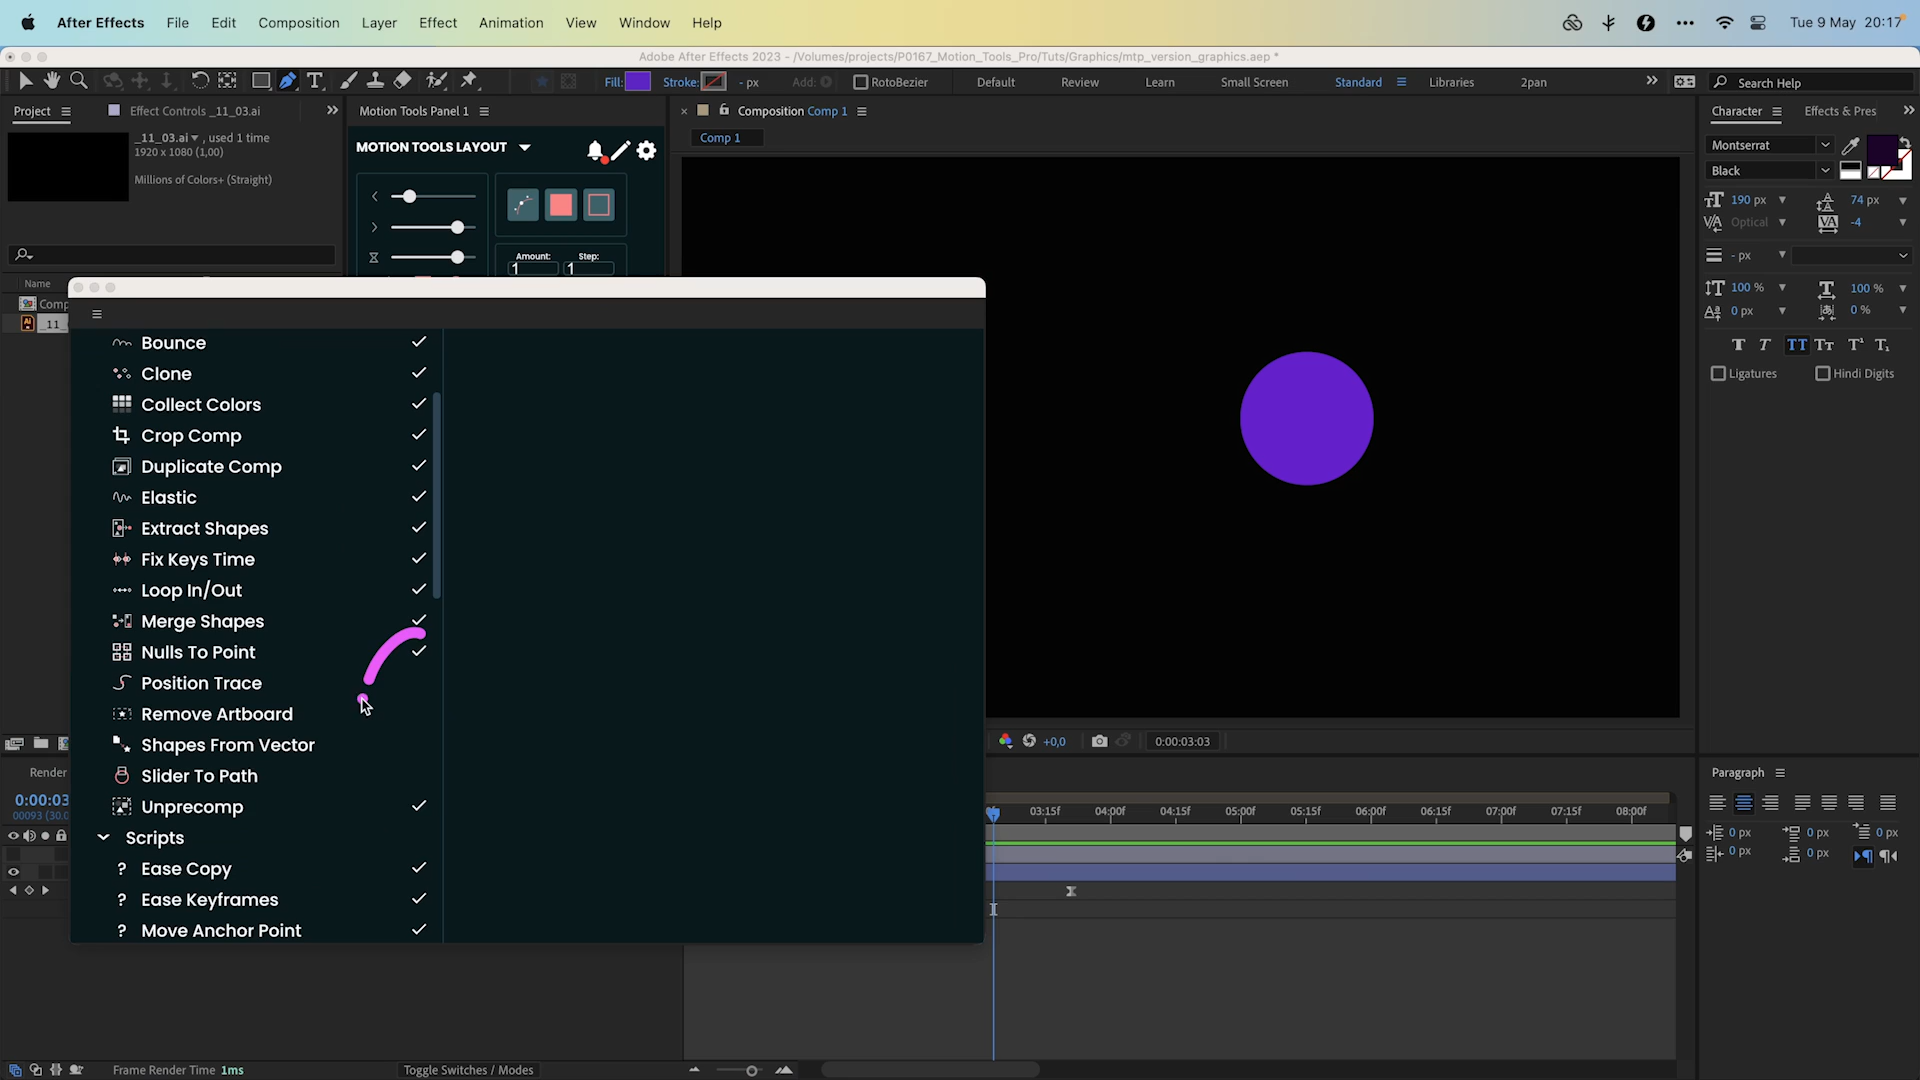 After Effects File Edit Composition Layer Effect Animation View Window Help Tue 9 May 20:17
Adobe After Effects 2023 - /Volumes/projects/P0167_Motion_Tools_Pro/Tuts/Graphics/mtp_version_graphics.aep *
Fill: Stroke: - px Add: RotoBezier Default Review Learn Small Screen Standard Libraries 2pan Search Help
Project Effect Controls _11_03.ai Motion Tools Panel 1 Composition Comp 1 Character Effects & Pres
_11_03.ai , used 1 time
1920 x 1080 (1,00)
Millions of Colors+ (Straight)
MOTION TOOLS LAYOUT
Comp 1
Montserrat
Black
190 px 74 px
Optical -4
- px
100 % 100 %
0 px 0 %
Ligatures Hindi Digits
Amount: Step:
1 1
Name
Comp
_11_
Bounce
Clone
Collect Colors
Crop Comp
Duplicate Comp
Elastic
Extract Shapes
Fix Keys Time
Loop In/Out
Merge Shapes
Nulls To Point
Position Trace
Remove Artboard
Shapes From Vector
Slider To Path
Unprecomp
Scripts
? Ease Copy
? Ease Keyframes
? Move Anchor Point
+0,0 0:00:03:03
Render
0:00:03
00093 (30.0
03:15f 04:00f 04:15f 05:00f 05:15f 06:00f 06:15f 07:00f 07:15f 08:00f
Paragraph
0 px 0 px 0 px
0 px 0 px
Frame Render Time 1ms Toggle Switches / Modes